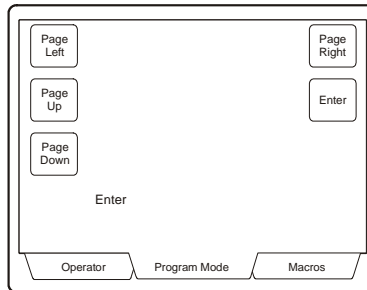 Page
Left
Page
Right
Page
Up
Enter
Page
Down
Enter
Operator
Program Mode
Macros